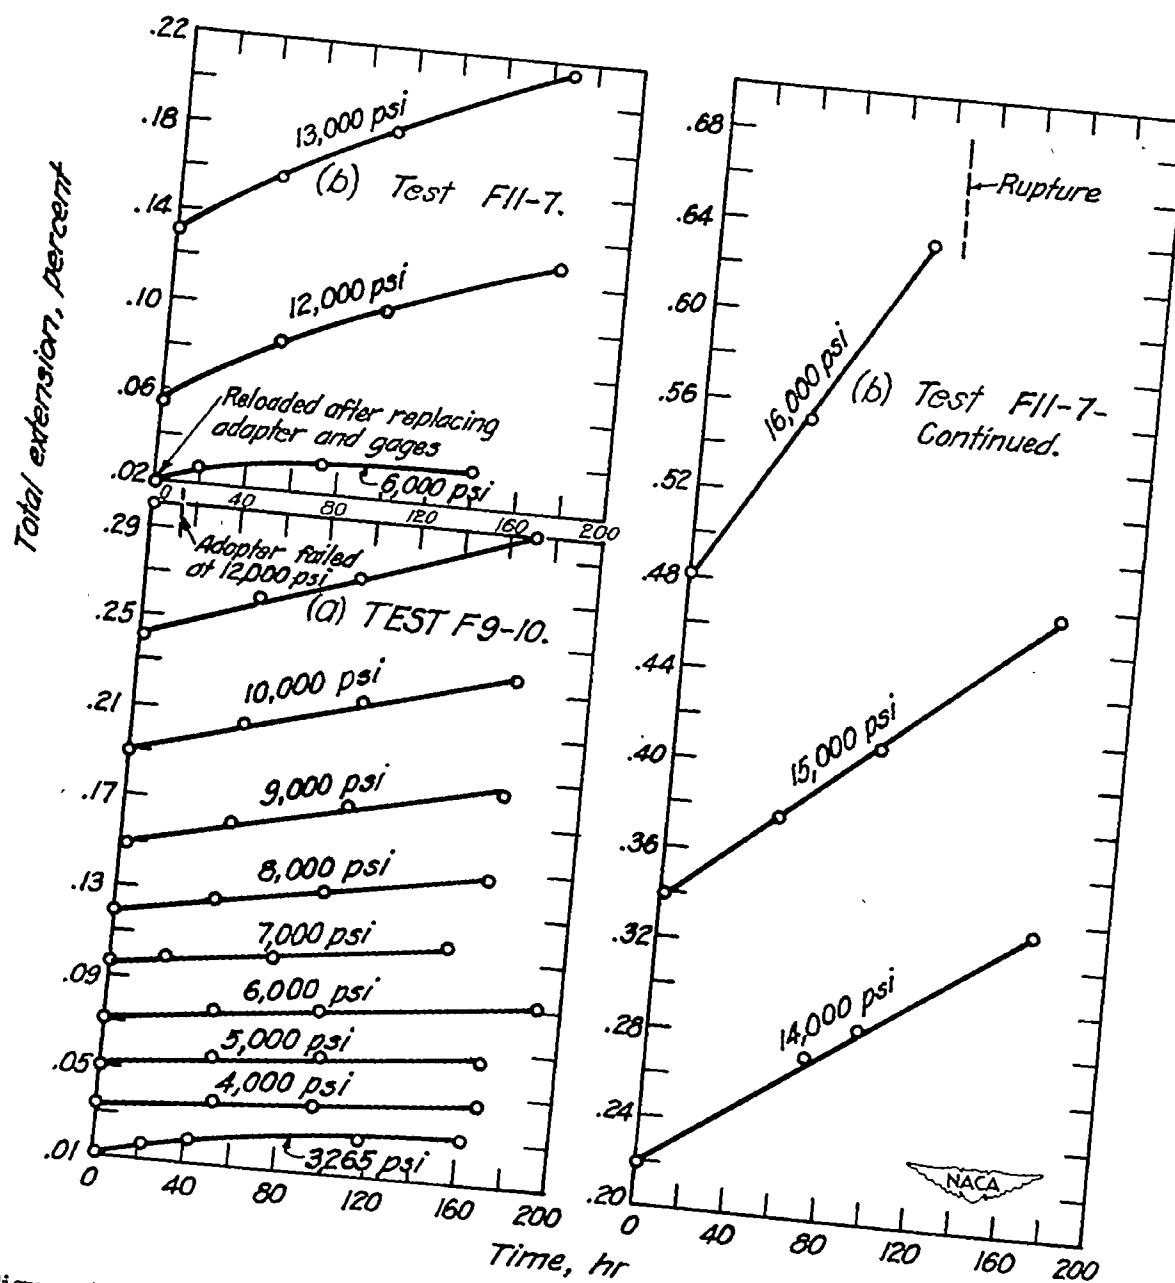 Total extension, percent
.22
.18
.14
.10
.06
.02
13,000 psi
(b) Test F11-7.
12,000 psi
Reloaded after replacing
adapter and gages
6,000 psi
0 40 80 120 160 200
.29
.25
.21
.17
.13
.09
.05
.01
Adapter failed
at 12,000 psi
(a) TEST F9-10.
10,000 psi
9,000 psi
8,000 psi
7,000 psi
6,000 psi
5,000 psi
4,000 psi
3265 psi
0 40 80 120 160 200
.68
.64
.60
.56
.52
.48
.44
.40
.36
.32
.28
.24
.20
Rupture
16,000 psi
(b) Test F11-7-
Continued.
15,000 psi
14,000 psi
NACA
0 40 80 120 160 200
Time, hr